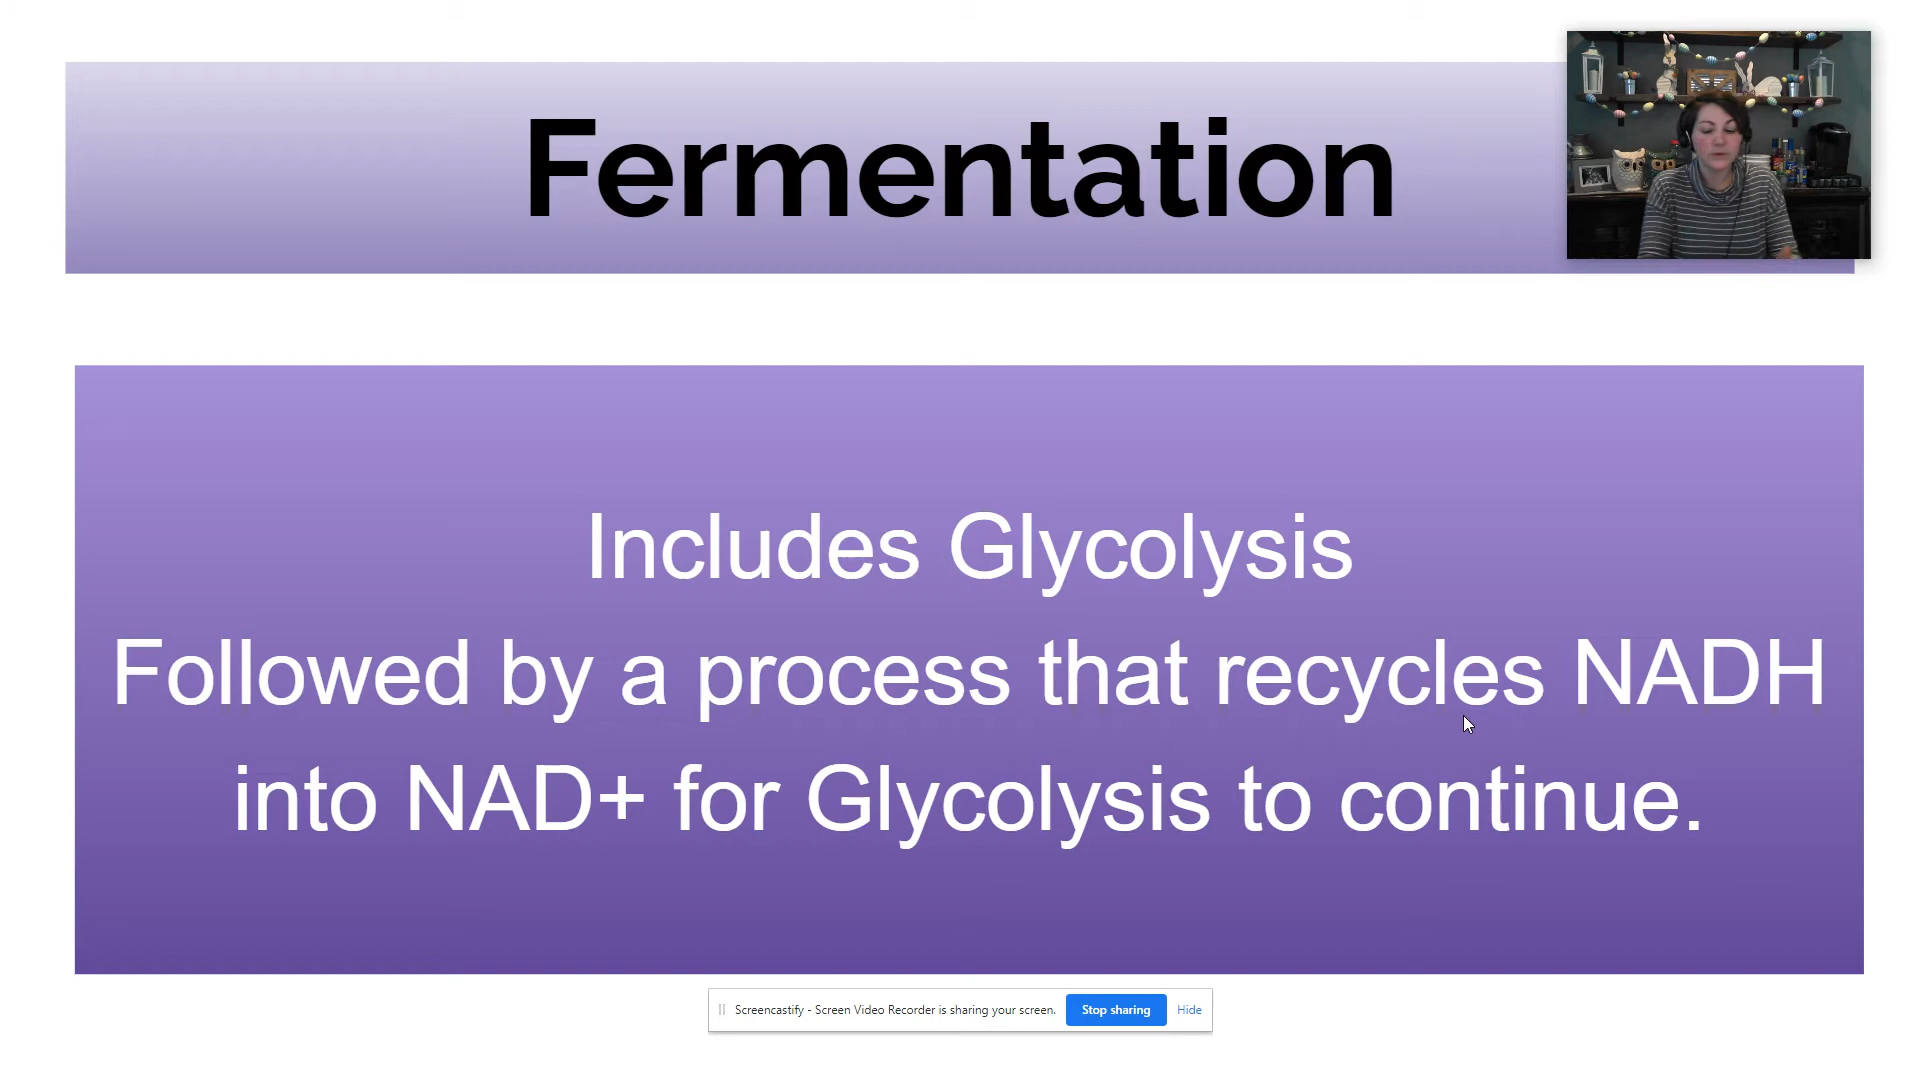 Fermentation
Includes Glycolysis
Followed by a process that recycles NADH
into NAD+ for Glycolysis to continue.
Screencastify - Screen Video Recorder is sharing your screen. Stop sharing Hide